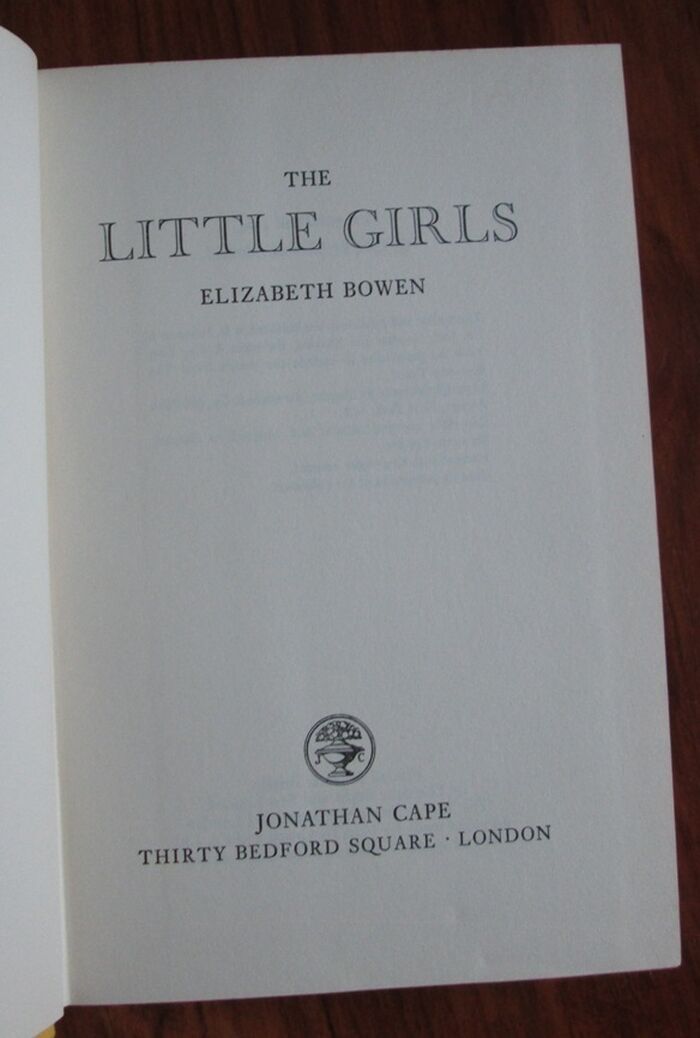 THE
LITTLE GIRLS
ELIZABETH BOWEN
J C
JONATHAN CAPE
THIRTY BEDFORD SQUARE · LONDON